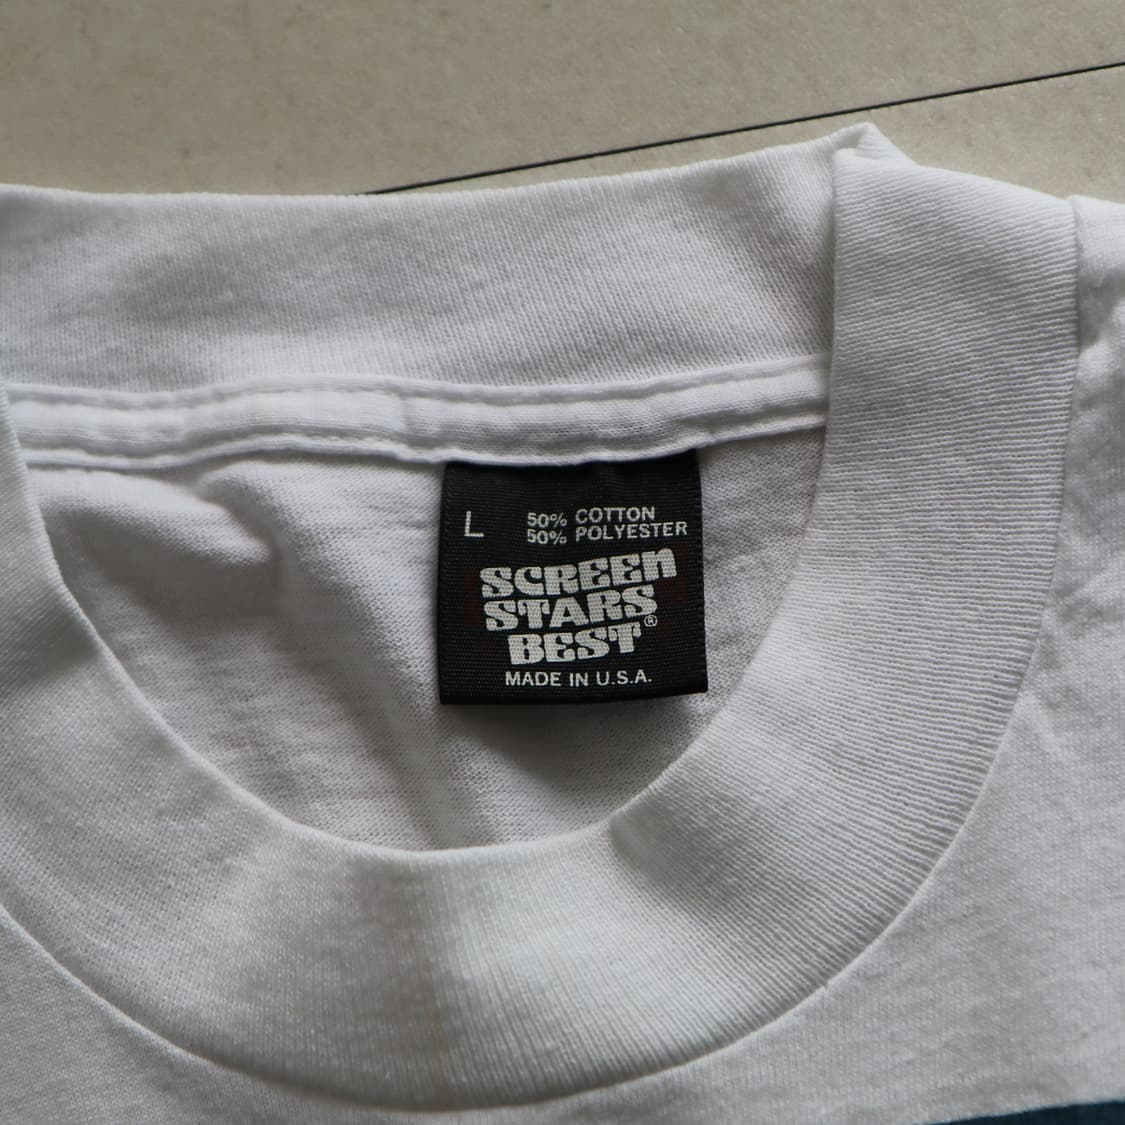 L 50% COTTON
50% POLYESTER
SCREEN
STARS
BEST®
MADE IN U.S.A.